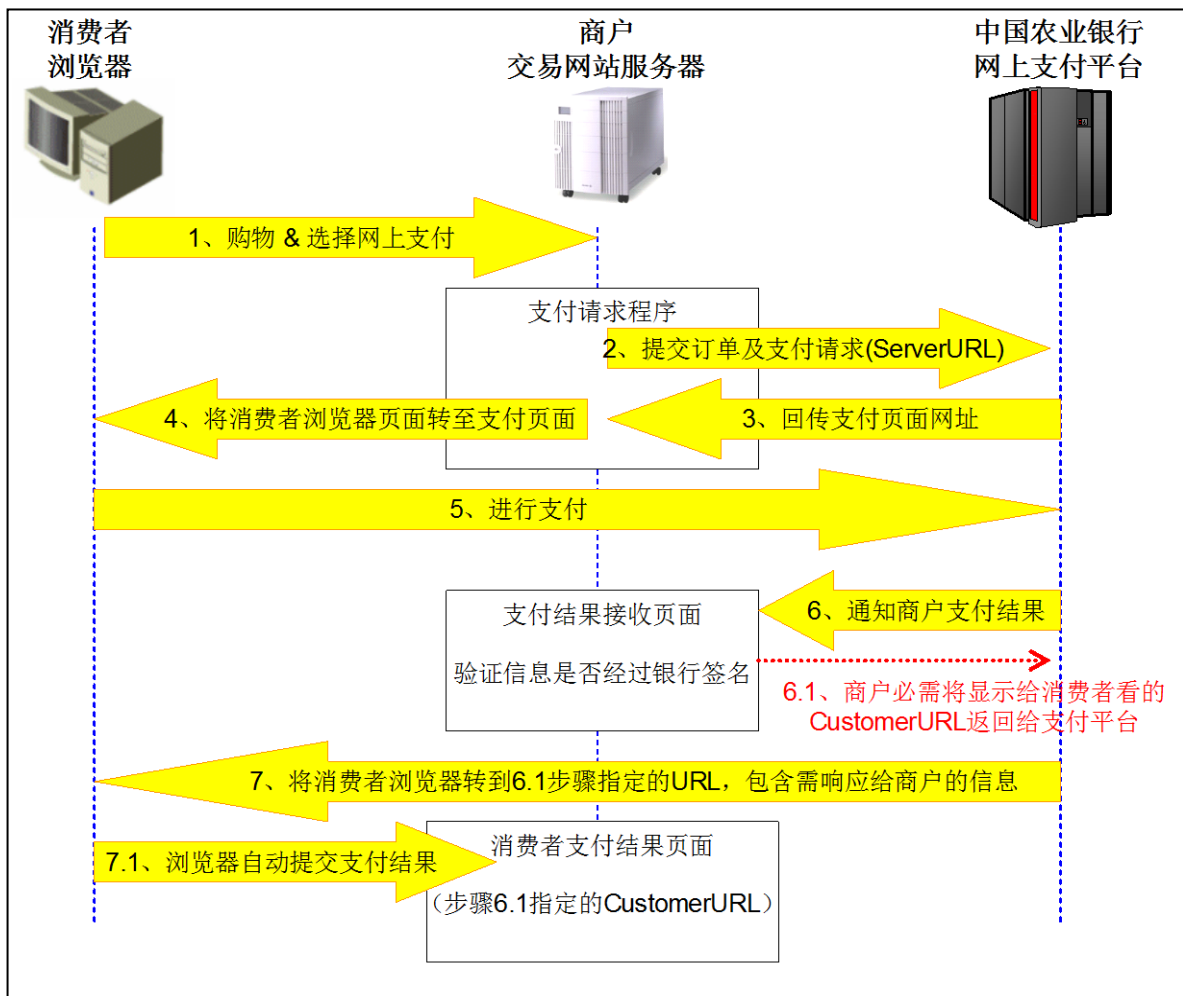 消费者
浏览器
商户
交易网站服务器
中国农业银行
网上支付平台
1、购物 & 选择网上支付
支付请求程序
2、提交订单及支付请求(ServerURL)
4、将消费者浏览器页面转至支付页面
3、回传支付页面网址
5、进行支付
支付结果接收页面
6、通知商户支付结果
验证信息是否经过银行签名
6.1、商户必需将显示给消费者看的
CustomerURL返回给支付平台
7、将消费者浏览器转到6.1步骤指定的URL，包含需响应给商户的信息
消费者支付结果页面
7.1、浏览器自动提交支付结果
（步骤6.1指定的CustomerURL）